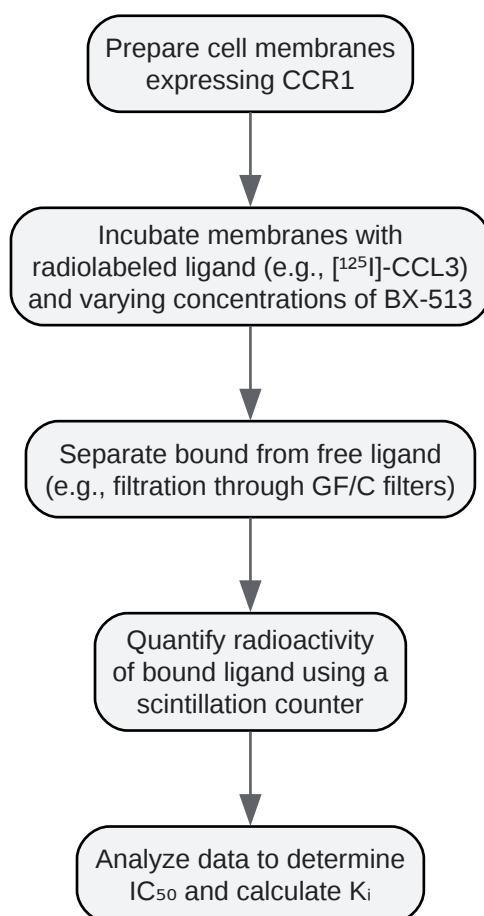 Prepare cell membranes
expressing CCR1
Incubate membranes with
radiolabeled ligand (e.g., [¹²⁵I]-CCL3)
and varying concentrations of BX-513
Separate bound from free ligand
(e.g., filtration through GF/C filters)
Quantify radioactivity
of bound ligand using a
scintillation counter
Analyze data to determine
IC₅₀ and calculate Kᵢ